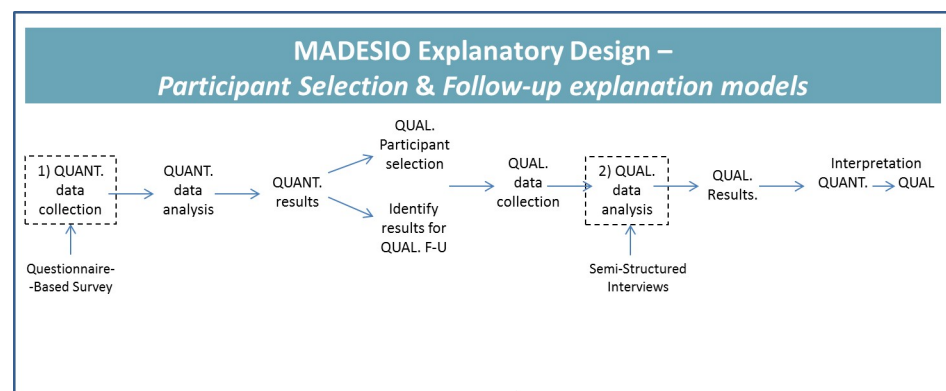 MADESIO Explanatory Design –
Participant Selection & Follow-up explanation models
1) QUANT.
data
collection
Questionnaire-
-Based Survey
QUANT.
data
analysis
QUANT.
results
QUAL.
Participant
selection
Identify
results for
QUAL. F-U
QUAL.
data
collection
2) QUAL.
data
analysis
Semi-Structured
Interviews
QUAL.
Results.
Interpretation
QUANT. QUAL